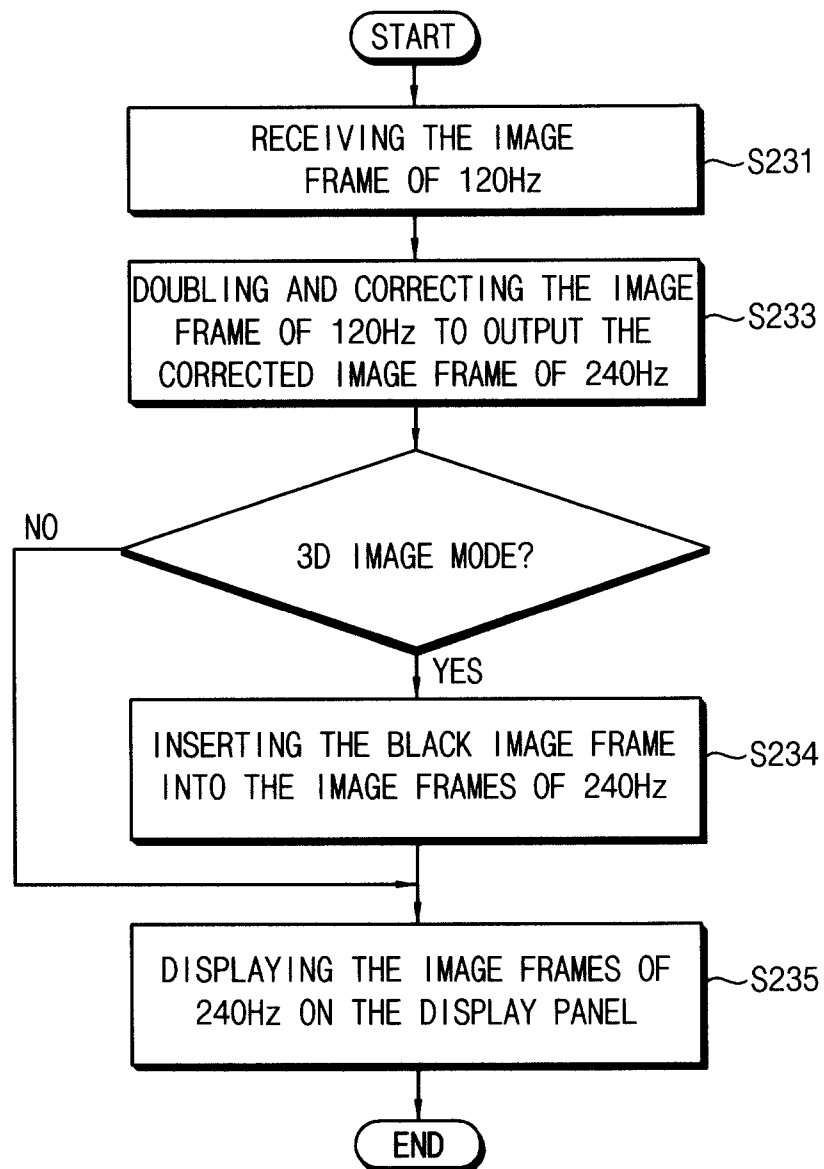 START
RECEIVING THE IMAGE
FRAME OF 120Hz
S231
DOUBLING AND CORRECTING THE IMAGE
FRAME OF 120Hz TO OUTPUT THE
CORRECTED IMAGE FRAME OF 240Hz
S233
3D IMAGE MODE?
NO
YES
INSERTING THE BLACK IMAGE FRAME
INTO THE IMAGE FRAMES OF 240Hz
S234
DISPLAYING THE IMAGE FRAMES OF
240Hz ON THE DISPLAY PANEL
S235
END